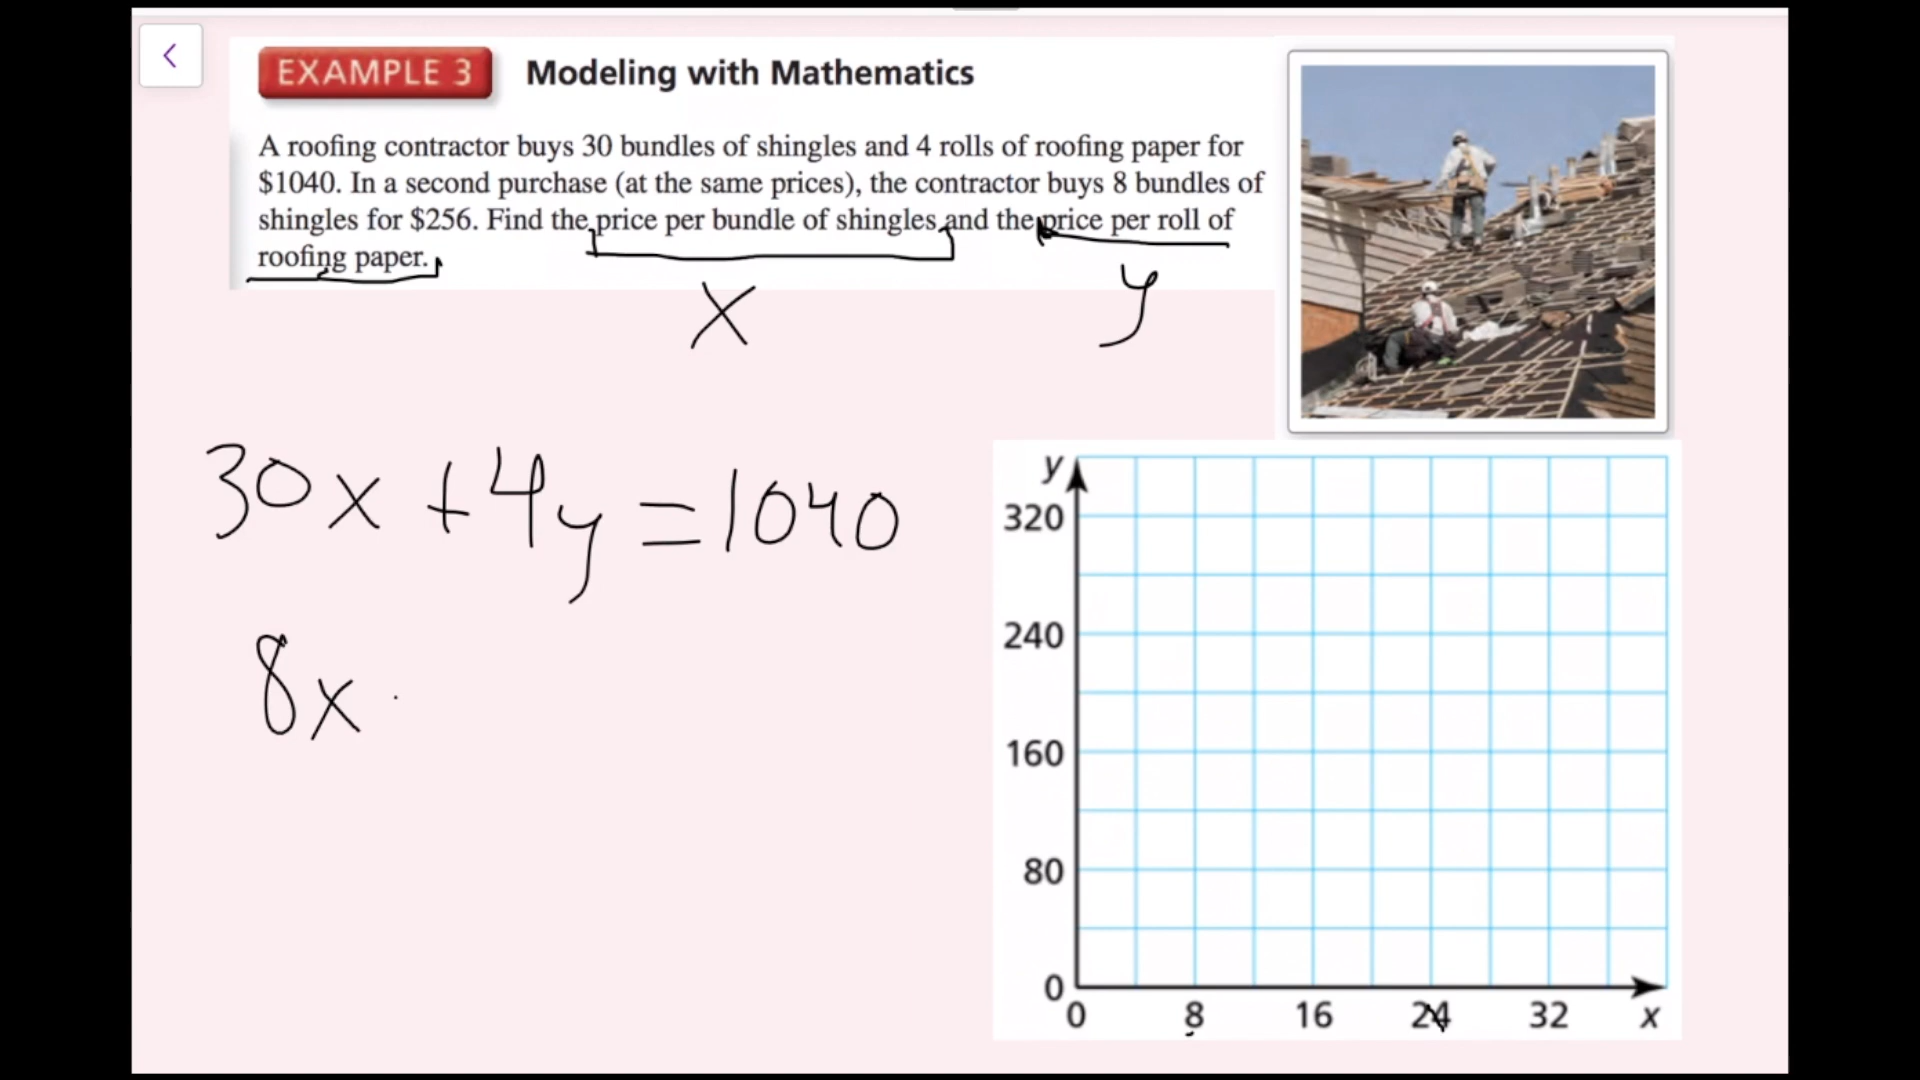 EXAMPLE 3 Modeling with Mathematics
A roofing contractor buys 30 bundles of shingles and 4 rolls of roofing paper for
$1040. In a second purchase (at the same prices), the contractor buys 8 bundles of
shingles for $256. Find the price per bundle of shingles and the price per roll of
roofing paper.
x y
30x + 4y = 1040
8x
y
320
240
160
80
0
0 8 16 24 32 x